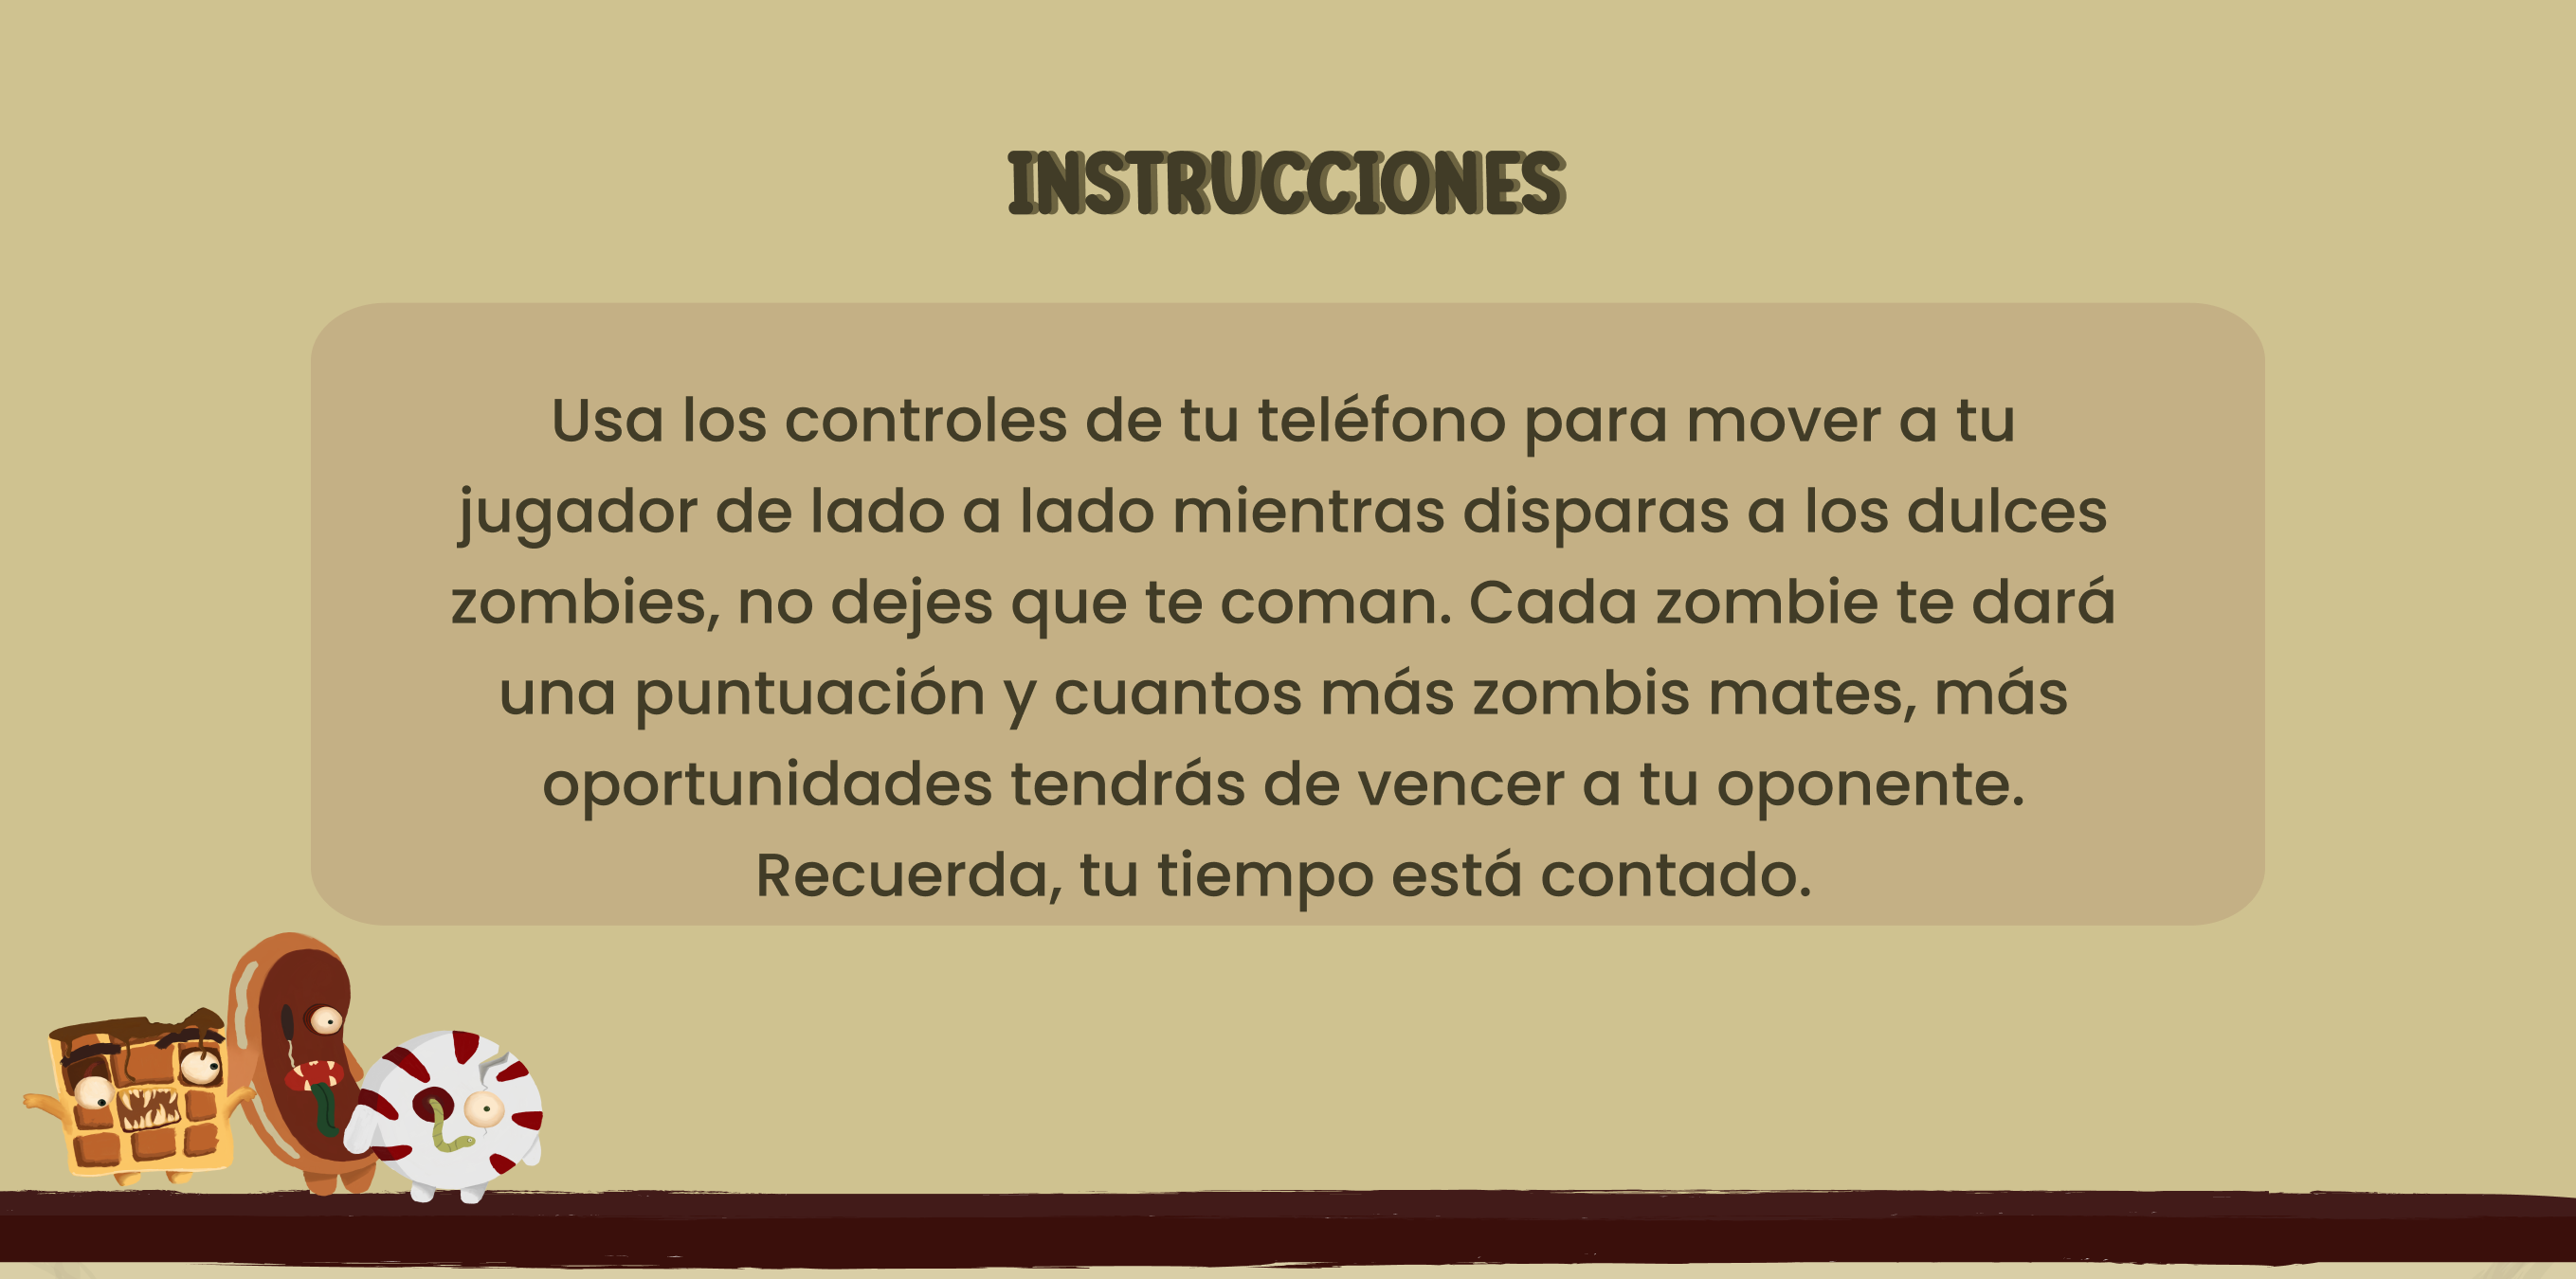 INSTRUCCIONES
Usa los controles de tu teléfono para mover a tu
jugador de lado a lado mientras disparas a los dulces
zombies, no dejes que te coman. Cada zombie te dará
una puntuación y cuantos más zombis mates, más
oportunidades tendrás de vencer a tu oponente.
Recuerda, tu tiempo está contado.